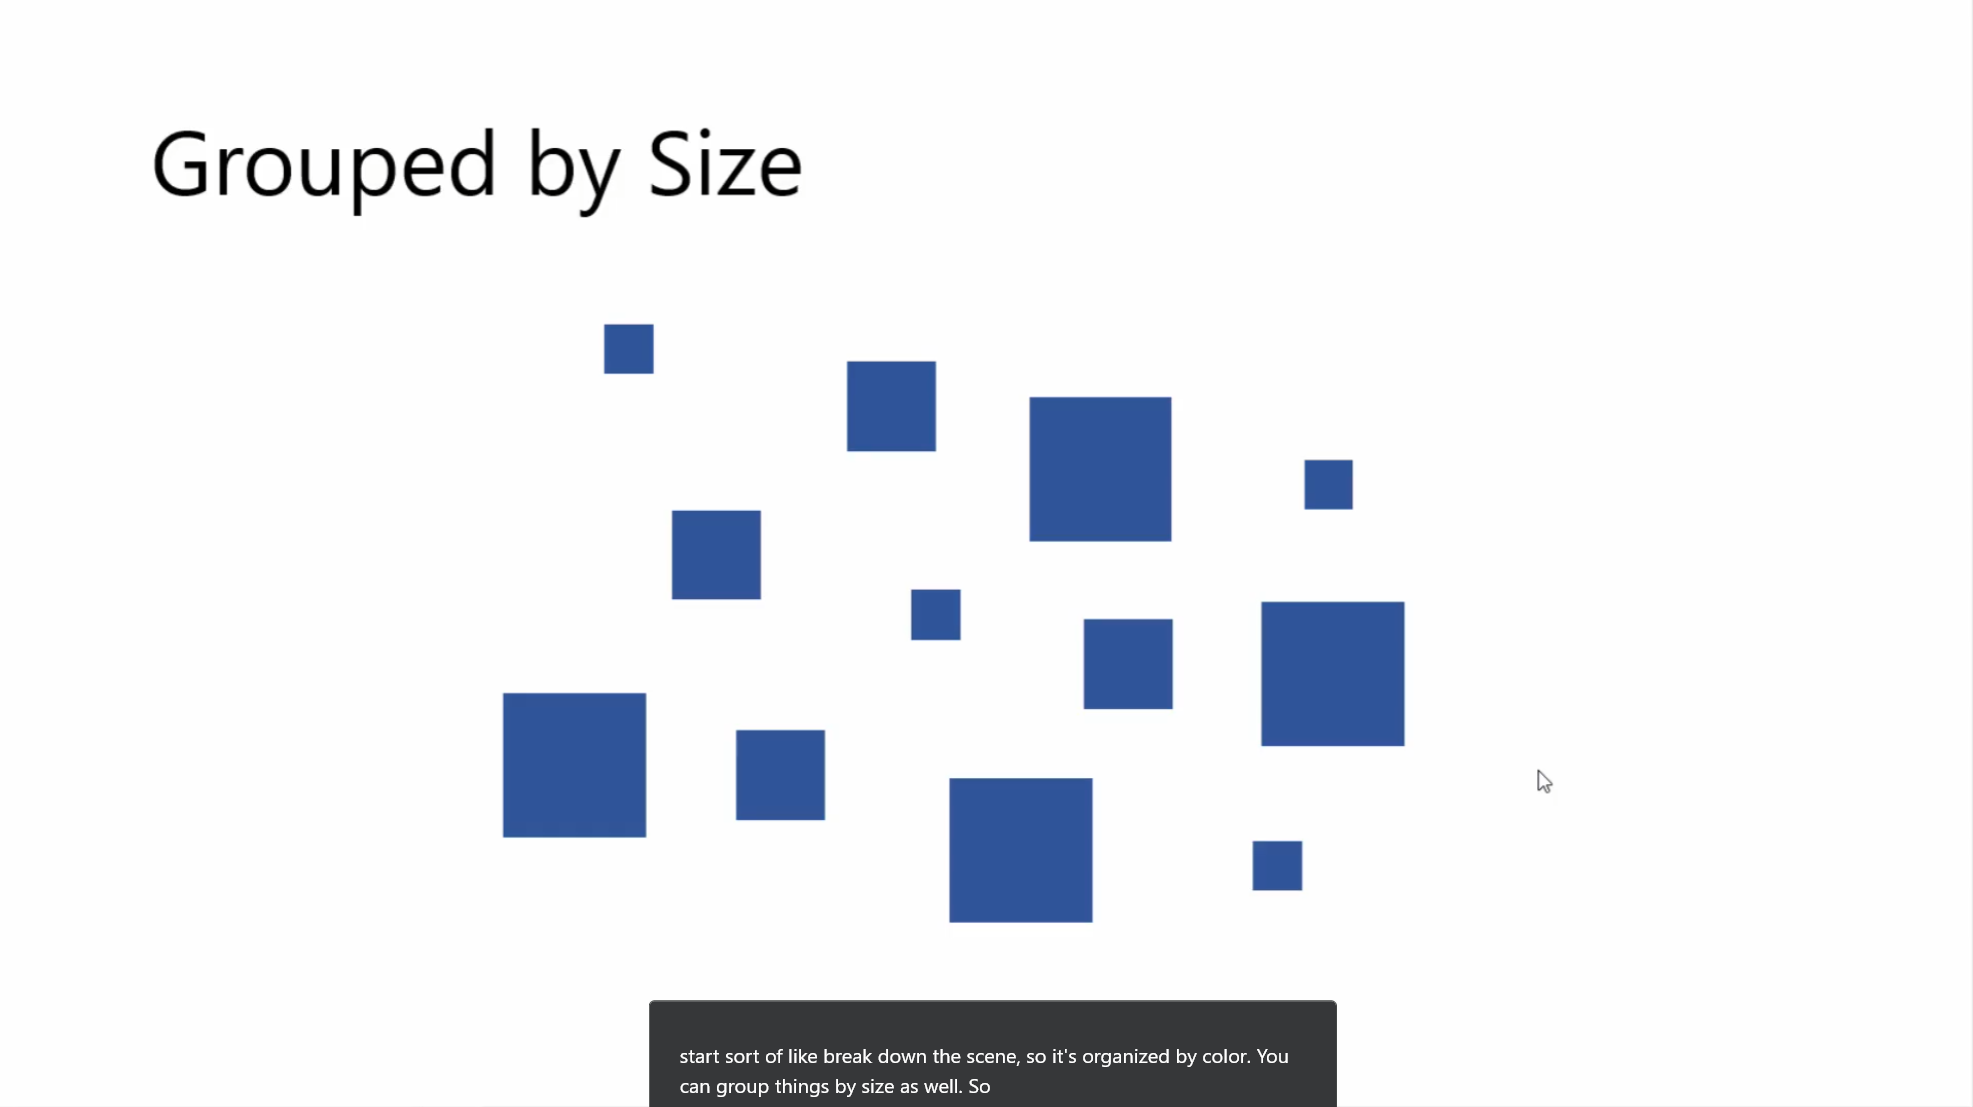 Grouped by Size
start sort of like break down the scene, so it's organized by color. You
can group things by size as well. So